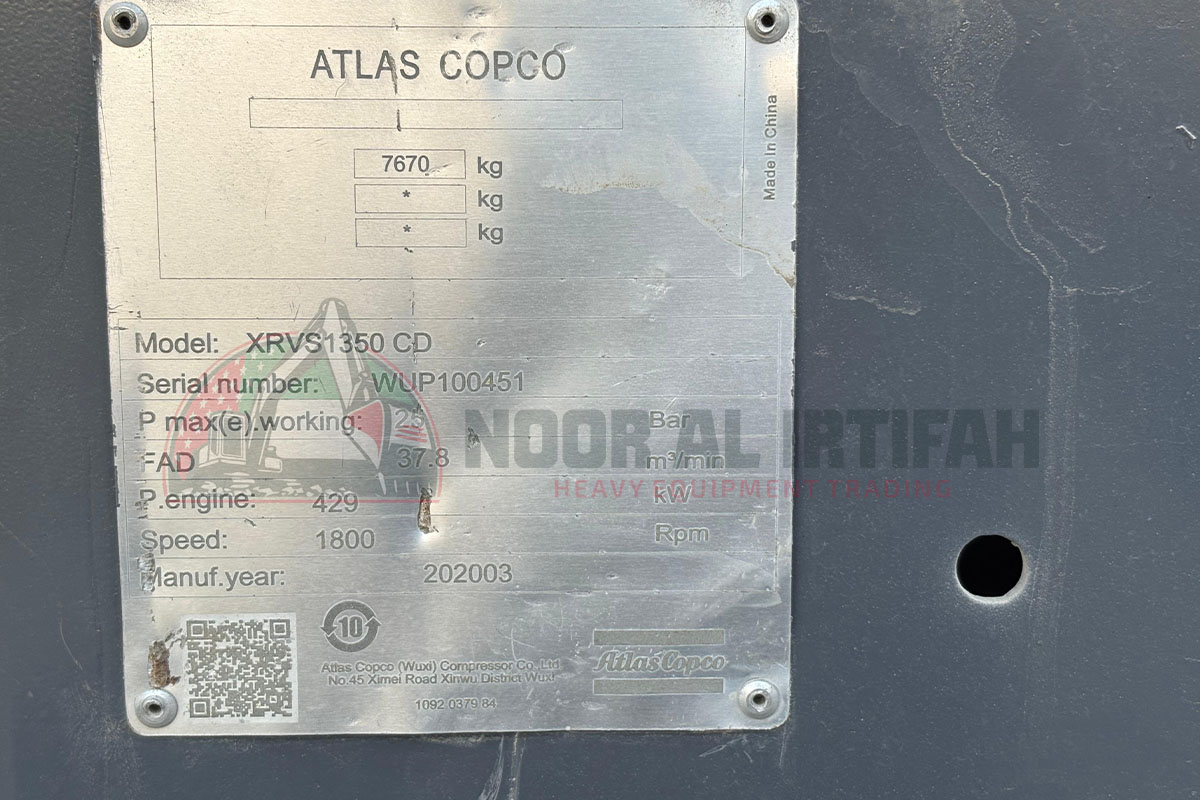 ATLAS COPCO
7670 kg
* kg
* kg
Made In China
Model: XRVS1350 CD
Serial number: WUP100451
P max(e).working: 25 Bar
FAD 37.8 m³/min
P.engine: 429 kW
Speed: 1800 Rpm
Manuf.year: 202003
NOOR AL IRTIFAH
HEAVY EQUIPMENT TRADING
10
Atlas Copco (Wuxi) Compressor Co.,Ltd
No.45 Ximei Road Xinwu District Wuxi
1092 0379 84
Atlas Copco